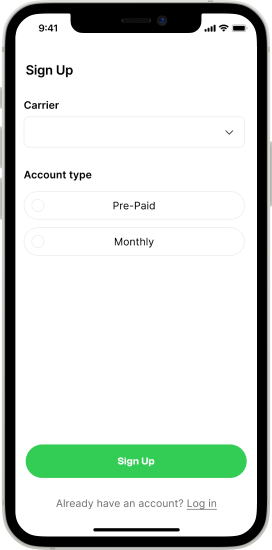 9:41
Sign Up
Carrier
Account type
Pre-Paid
Monthly
Sign Up
Already have an account? Log in